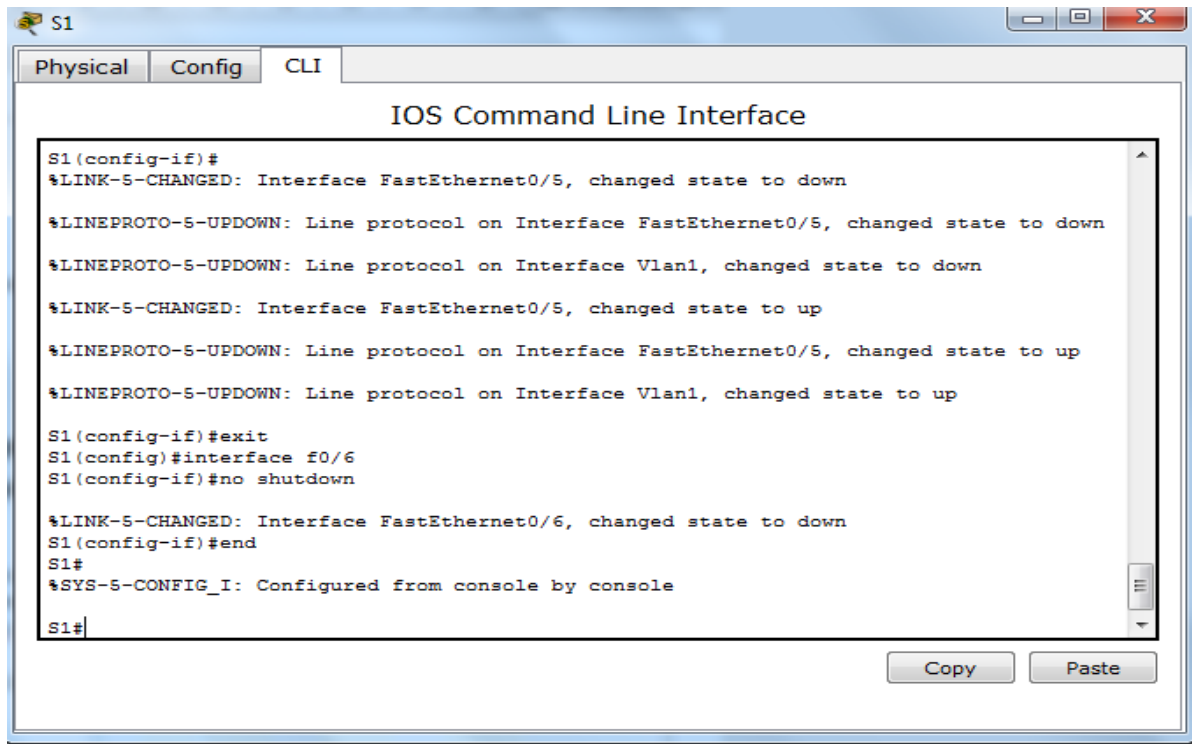 S1
Physical Config CLI
IOS Command Line Interface
S1(config-if)#
%LINK-5-CHANGED: Interface FastEthernet0/5, changed state to down
%LINEPROTO-5-UPDOWN: Line protocol on Interface FastEthernet0/5, changed state to down
%LINEPROTO-5-UPDOWN: Line protocol on Interface Vlan1, changed state to down
%LINK-5-CHANGED: Interface FastEthernet0/5, changed state to up
%LINEPROTO-5-UPDOWN: Line protocol on Interface FastEthernet0/5, changed state to up
%LINEPROTO-5-UPDOWN: Line protocol on Interface Vlan1, changed state to up
S1(config-if)#exit
S1(config)#interface f0/6
S1(config-if)#no shutdown
%LINK-5-CHANGED: Interface FastEthernet0/6, changed state to down
S1(config-if)#end
S1#
%SYS-5-CONFIG_I: Configured from console by console
S1#
Copy Paste